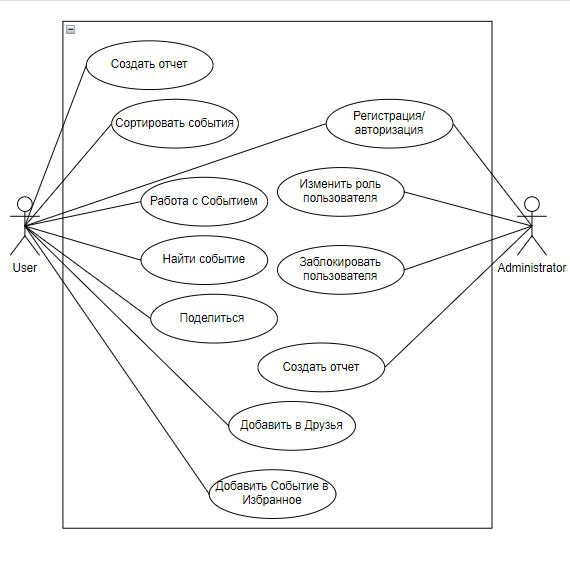 Создать отчет
Сортировать события
Регистрация/
авторизация
Изменить роль
пользователя
Работа с Событием
Найти событие
Заблокировать
пользователя
User
Administrator
Поделиться
Создать отчет
Добавить в Друзья
Добавить Событие в
Избранное